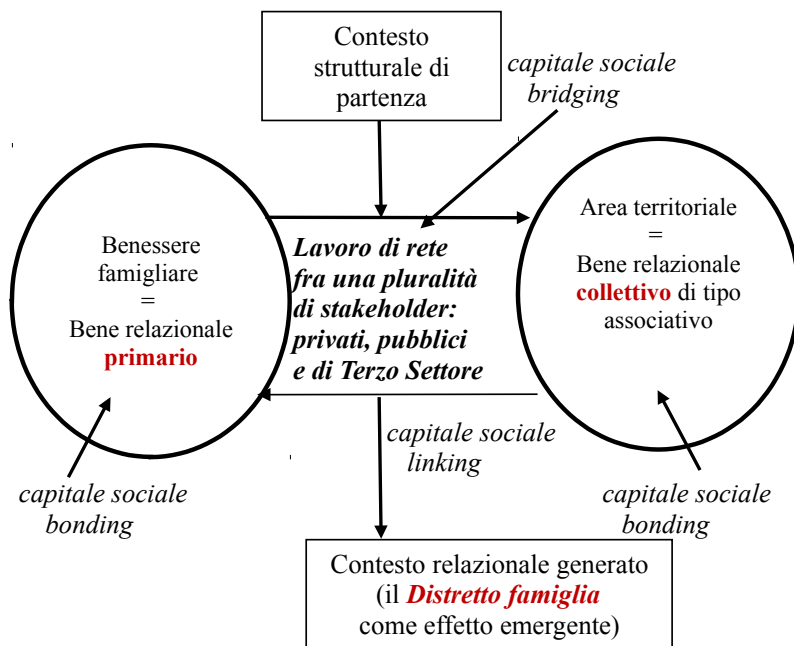 Contesto
strutturale di
partenza
capitale sociale
bridging
Benessere
famigliare
=
Bene relazionale
primario
Lavoro di rete
fra una pluralità
di stakeholder:
privati, pubblici
e di Terzo Settore
Area territoriale
=
Bene relazionale
collettivo di tipo
associativo
capitale sociale
linking
capitale sociale
bonding
capitale sociale
bonding
Contesto relazionale generato
(il Distretto famiglia
come effetto emergente)